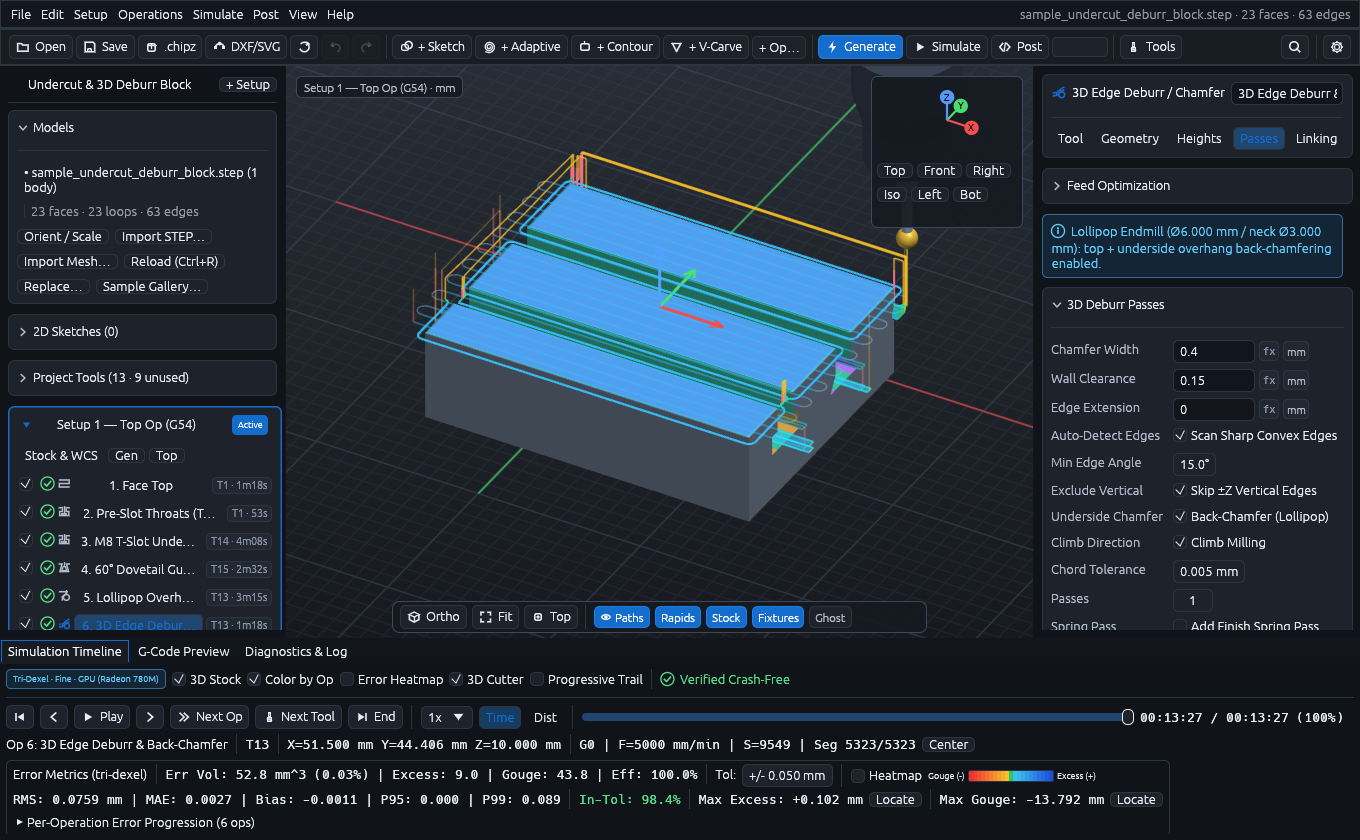 File Edit Setup Operations Simulate Post View Help
sample_undercut_deburr_block.step · 23 faces · 63 edges
Open Save .chipz DXF/SVG + Sketch + Adaptive + Contour + V-Carve + Op… Generate Simulate Post Tools
Undercut & 3D Deburr Block + Setup
Models
• sample_undercut_deburr_block.step (1
body)
23 faces · 23 loops · 63 edges
Orient / Scale Import STEP…
Import Mesh… Reload (Ctrl+R)
Replace… Sample Gallery…
2D Sketches (0)
Project Tools (13 · 9 unused)
Setup 1 — Top Op (G54) Active
Stock & WCS Gen Top
1. Face Top T1 · 1m18s
2. Pre-Slot Throats (T… T1 · 53s
3. M8 T-Slot Unde… T14 · 4m08s
4. 60° Dovetail Gu… T15 · 2m32s
5. Lollipop Overh… T13 · 3m15s
6. 3D Edge Debur… T13 · 1m18s
Setup 1 — Top Op (G54) · mm
Z
Y
X
Top Front Right
Iso Left Bot
Ortho Fit Top Paths Rapids Stock Fixtures Ghost
3D Edge Deburr / Chamfer 3D Edge Deburr &
Tool Geometry Heights Passes Linking
Feed Optimization
Lollipop Endmill (Ø6.000 mm / neck Ø3.000
mm): top + underside overhang back-chamfering
enabled.
3D Deburr Passes
Chamfer Width 0.4 fx mm
Wall Clearance 0.15 fx mm
Edge Extension 0 fx mm
Auto-Detect Edges Scan Sharp Convex Edges
Min Edge Angle 15.0°
Exclude Vertical Skip ±Z Vertical Edges
Underside Chamfer Back-Chamfer (Lollipop)
Climb Direction Climb Milling
Chord Tolerance 0.005 mm
Passes 1
Spring Pass Add Finish Spring Pass
Simulation Timeline G-Code Preview Diagnostics & Log
Tri-Dexel · Fine · GPU (Radeon 780M) 3D Stock Color by Op Error Heatmap 3D Cutter Progressive Trail Verified Crash-Free
Play Next Op Next Tool End 1x Time Dist 00:13:27 / 00:13:27 (100%)
Op 6: 3D Edge Deburr & Back-Chamfer T13 X=51.500 mm Y=44.406 mm Z=10.000 mm G0 | F=5000 mm/min | S=9549 | Seg 5323/5323 Center
Error Metrics (tri-dexel) Err Vol: 52.8 mm^3 (0.03%) | Excess: 9.0 | Gouge: 43.8 | Eff: 100.0% Tol: +/- 0.050 mm Heatmap Gouge (-) Excess (+)
RMS: 0.0759 mm | MAE: 0.0027 | Bias: -0.0011 | P95: 0.000 | P99: 0.089 In-Tol: 98.4% Max Excess: +0.102 mm Locate Max Gouge: -13.792 mm Locate
Per-Operation Error Progression (6 ops)